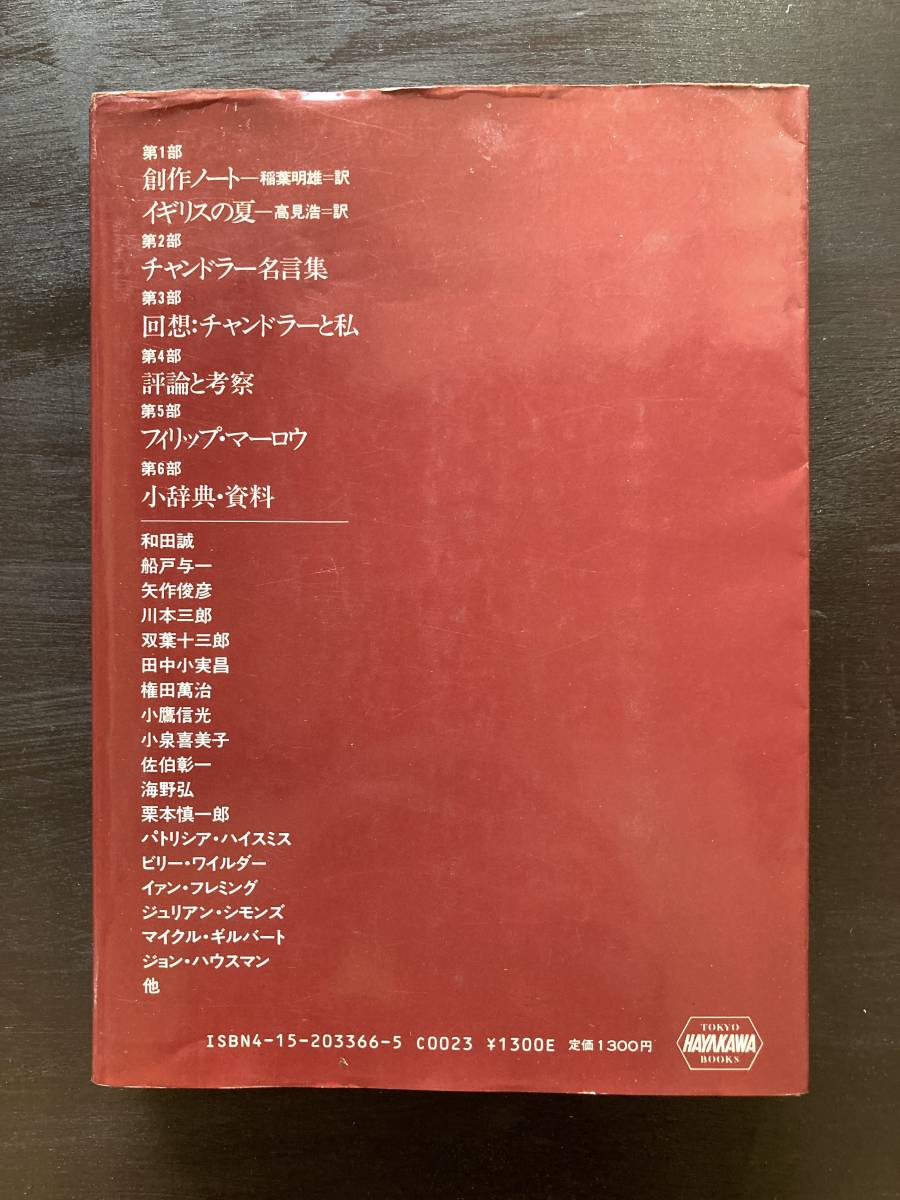 第1部
創作ノート―稲葉明雄=訳
イギリスの夏―高見浩=訳
第2部
チャンドラー名言集
第3部
回想:チャンドラーと私
第4部
評論と考察
第5部
フィリップ・マーロウ
第6部
小辞典・資料
和田誠
船戸与一
矢作俊彦
川本三郎
双葉十三郎
田中小実昌
権田萬治
小鷹信光
小泉喜美子
佐伯彰一
海野弘
栗本慎一郎
パトリシア・ハイスミス
ビリー・ワイルダー
イァン・フレミング
ジュリアン・シモンズ
マイクル・ギルバート
ジョン・ハウスマン
他
ISBN4-15-203366-5 C0023 ¥1300E 定価1300円
TOKYO
HAYAKAWA
BOOKS